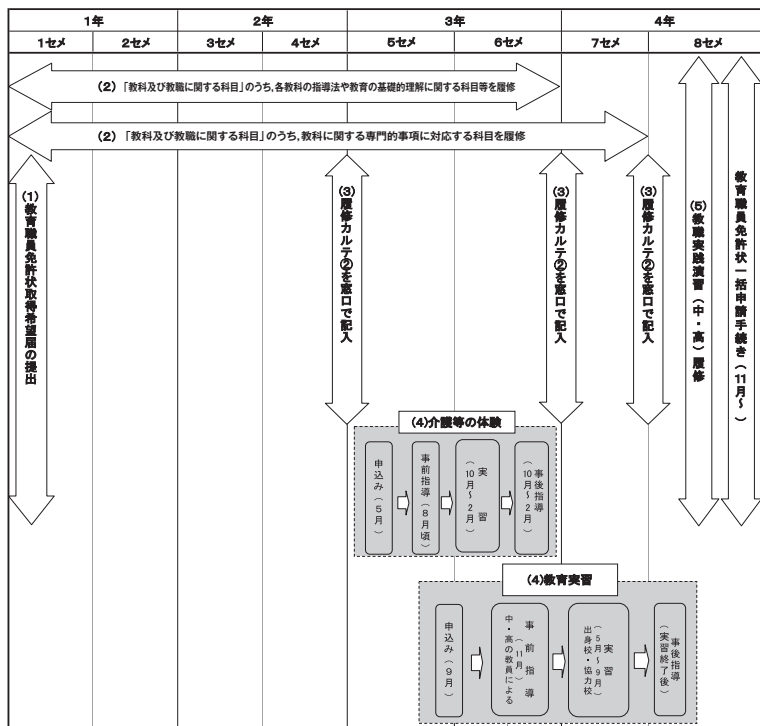 1年 2年 3年 4年
1セメ 2セメ 3セメ 4セメ 5セメ 6セメ 7セメ 8セメ
(2) 「教科及び教職に関する科目」のうち,各教科の指導法や教育の基礎的理解に関する科目等を履修
(2) 「教科及び教職に関する科目」のうち,教科に関する専門的事項に対応する科目を履修
(1)教育職員免許状取得希望届の提出
(3)履修カルテ②を窓口で記入
(3)履修カルテ②を窓口で記入
(3)履修カルテ②を窓口で記入
(5)教職実践演習(中・高)履修
教育職員免許状一括申請手続き(11月~)
(4)介護等の体験
申込み(5月)
事前指導(8月頃)
実習
(10月~2月)
事後指導
(10月~2月)
(4)教育実習
申込み(9月)
事前指導
(11月)
中・高の教員による
実習
(5月~9月)
出身校・協力校
事後指導
(実習終了後)